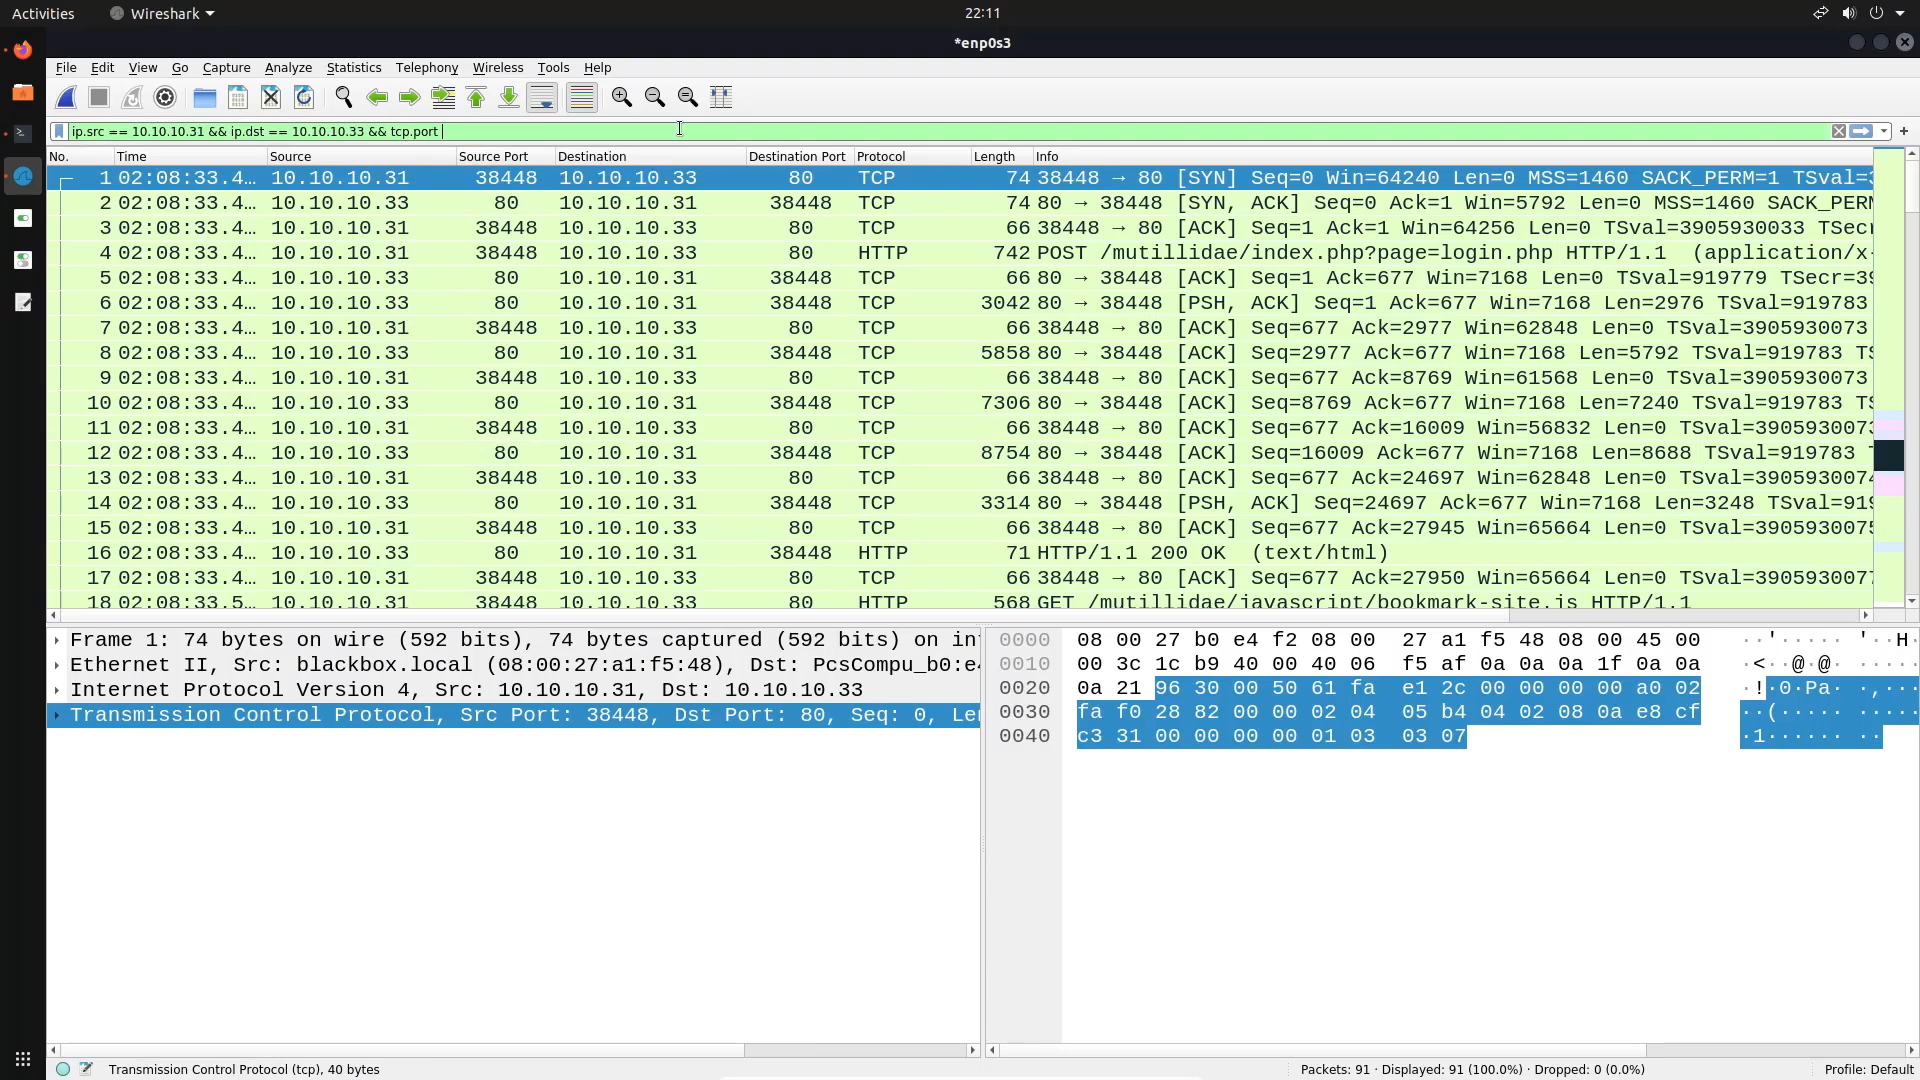 Activities Wireshark 22:11
*enp0s3
File Edit View Go Capture Analyze Statistics Telephony Wireless Tools Help
ip.src == 10.10.10.31 && ip.dst == 10.10.10.33 && tcp.port
No. Time Source Source Port Destination Destination Port Protocol Length Info
1 02:08:33.4… 10.10.10.31 38448 10.10.10.33 80 TCP 74 38448 → 80 [SYN] Seq=0 Win=64240 Len=0 MSS=1460 SACK_PERM=1 TSval=3
2 02:08:33.4… 10.10.10.33 80 10.10.10.31 38448 TCP 74 80 → 38448 [SYN, ACK] Seq=0 Ack=1 Win=5792 Len=0 MSS=1460 SACK_PERM
3 02:08:33.4… 10.10.10.31 38448 10.10.10.33 80 TCP 66 38448 → 80 [ACK] Seq=1 Ack=1 Win=64256 Len=0 TSval=3905930033 TSecr
4 02:08:33.4… 10.10.10.31 38448 10.10.10.33 80 HTTP 742 POST /mutillidae/index.php?page=login.php HTTP/1.1 (application/x-
5 02:08:33.4… 10.10.10.33 80 10.10.10.31 38448 TCP 66 80 → 38448 [ACK] Seq=1 Ack=677 Win=7168 Len=0 TSval=919779 TSecr=39
6 02:08:33.4… 10.10.10.33 80 10.10.10.31 38448 TCP 3042 80 → 38448 [PSH, ACK] Seq=1 Ack=677 Win=7168 Len=2976 TSval=919783
7 02:08:33.4… 10.10.10.31 38448 10.10.10.33 80 TCP 66 38448 → 80 [ACK] Seq=677 Ack=2977 Win=62848 Len=0 TSval=3905930073
8 02:08:33.4… 10.10.10.33 80 10.10.10.31 38448 TCP 5858 80 → 38448 [ACK] Seq=2977 Ack=677 Win=7168 Len=5792 TSval=919783 TS
9 02:08:33.4… 10.10.10.31 38448 10.10.10.33 80 TCP 66 38448 → 80 [ACK] Seq=677 Ack=8769 Win=61568 Len=0 TSval=3905930073
10 02:08:33.4… 10.10.10.33 80 10.10.10.31 38448 TCP 7306 80 → 38448 [ACK] Seq=8769 Ack=677 Win=7168 Len=7240 TSval=919783 TS
11 02:08:33.4… 10.10.10.31 38448 10.10.10.33 80 TCP 66 38448 → 80 [ACK] Seq=677 Ack=16009 Win=56832 Len=0 TSval=3905930073
12 02:08:33.4… 10.10.10.33 80 10.10.10.31 38448 TCP 8754 80 → 38448 [ACK] Seq=16009 Ack=677 Win=7168 Len=8688 TSval=919783
13 02:08:33.4… 10.10.10.31 38448 10.10.10.33 80 TCP 66 38448 → 80 [ACK] Seq=677 Ack=24697 Win=62848 Len=0 TSval=3905930074
14 02:08:33.4… 10.10.10.33 80 10.10.10.31 38448 TCP 3314 80 → 38448 [PSH, ACK] Seq=24697 Ack=677 Win=7168 Len=3248 TSval=919
15 02:08:33.4… 10.10.10.31 38448 10.10.10.33 80 TCP 66 38448 → 80 [ACK] Seq=677 Ack=27945 Win=65664 Len=0 TSval=3905930075
16 02:08:33.4… 10.10.10.33 80 10.10.10.31 38448 HTTP 71 HTTP/1.1 200 OK (text/html)
17 02:08:33.4… 10.10.10.31 38448 10.10.10.33 80 TCP 66 38448 → 80 [ACK] Seq=677 Ack=27950 Win=65664 Len=0 TSval=3905930077
18 02:08:33.5… 10.10.10.31 38448 10.10.10.33 80 HTTP 568 GET /mutillidae/javascript/bookmark-site.js HTTP/1.1
Frame 1: 74 bytes on wire (592 bits), 74 bytes captured (592 bits) on in
Ethernet II, Src: blackbox.local (08:00:27:a1:f5:48), Dst: PcsCompu_b0:e4
Internet Protocol Version 4, Src: 10.10.10.31, Dst: 10.10.10.33
Transmission Control Protocol, Src Port: 38448, Dst Port: 80, Seq: 0, Le
0000 08 00 27 b0 e4 f2 08 00 27 a1 f5 48 08 00 45 00 ··'····· '··H··E·
0010 00 3c 1c b9 40 00 40 06 f5 af 0a 0a 0a 1f 0a 0a ·<··@·@· ·····
0020 0a 21 96 30 00 50 61 fa e1 2c 00 00 00 00 a0 02 ·!·0·Pa· ·,···
0030 fa f0 28 82 00 00 02 04 05 b4 04 02 08 0a e8 cf ··(····· ·····
0040 c3 31 00 00 00 00 01 03 03 07 ·1······ ··
Transmission Control Protocol (tcp), 40 bytes Packets: 91 · Displayed: 91 (100.0%) · Dropped: 0 (0.0%) Profile: Default